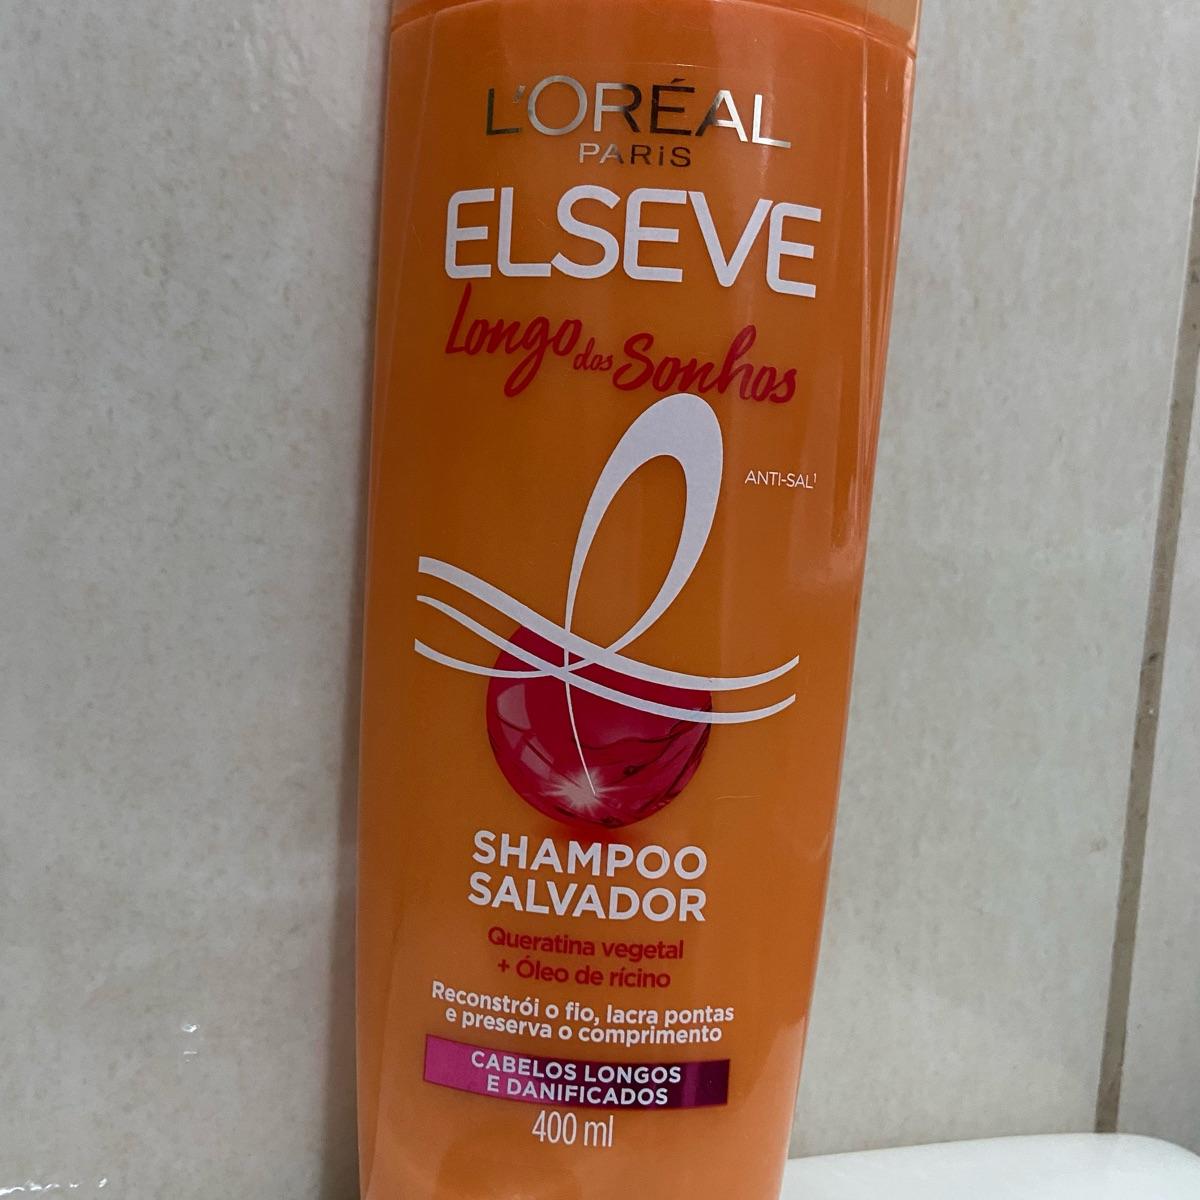 L'ORÉAL
PARIS
ELSEVE
Longo dos Sonhos
ANTI-SAL¹
SHAMPOO
SALVADOR
Queratina vegetal
+ Óleo de rícino
Reconstrói o fio, lacra pontas
e preserva o comprimento
CABELOS LONGOS
E DANIFICADOS
400 ml